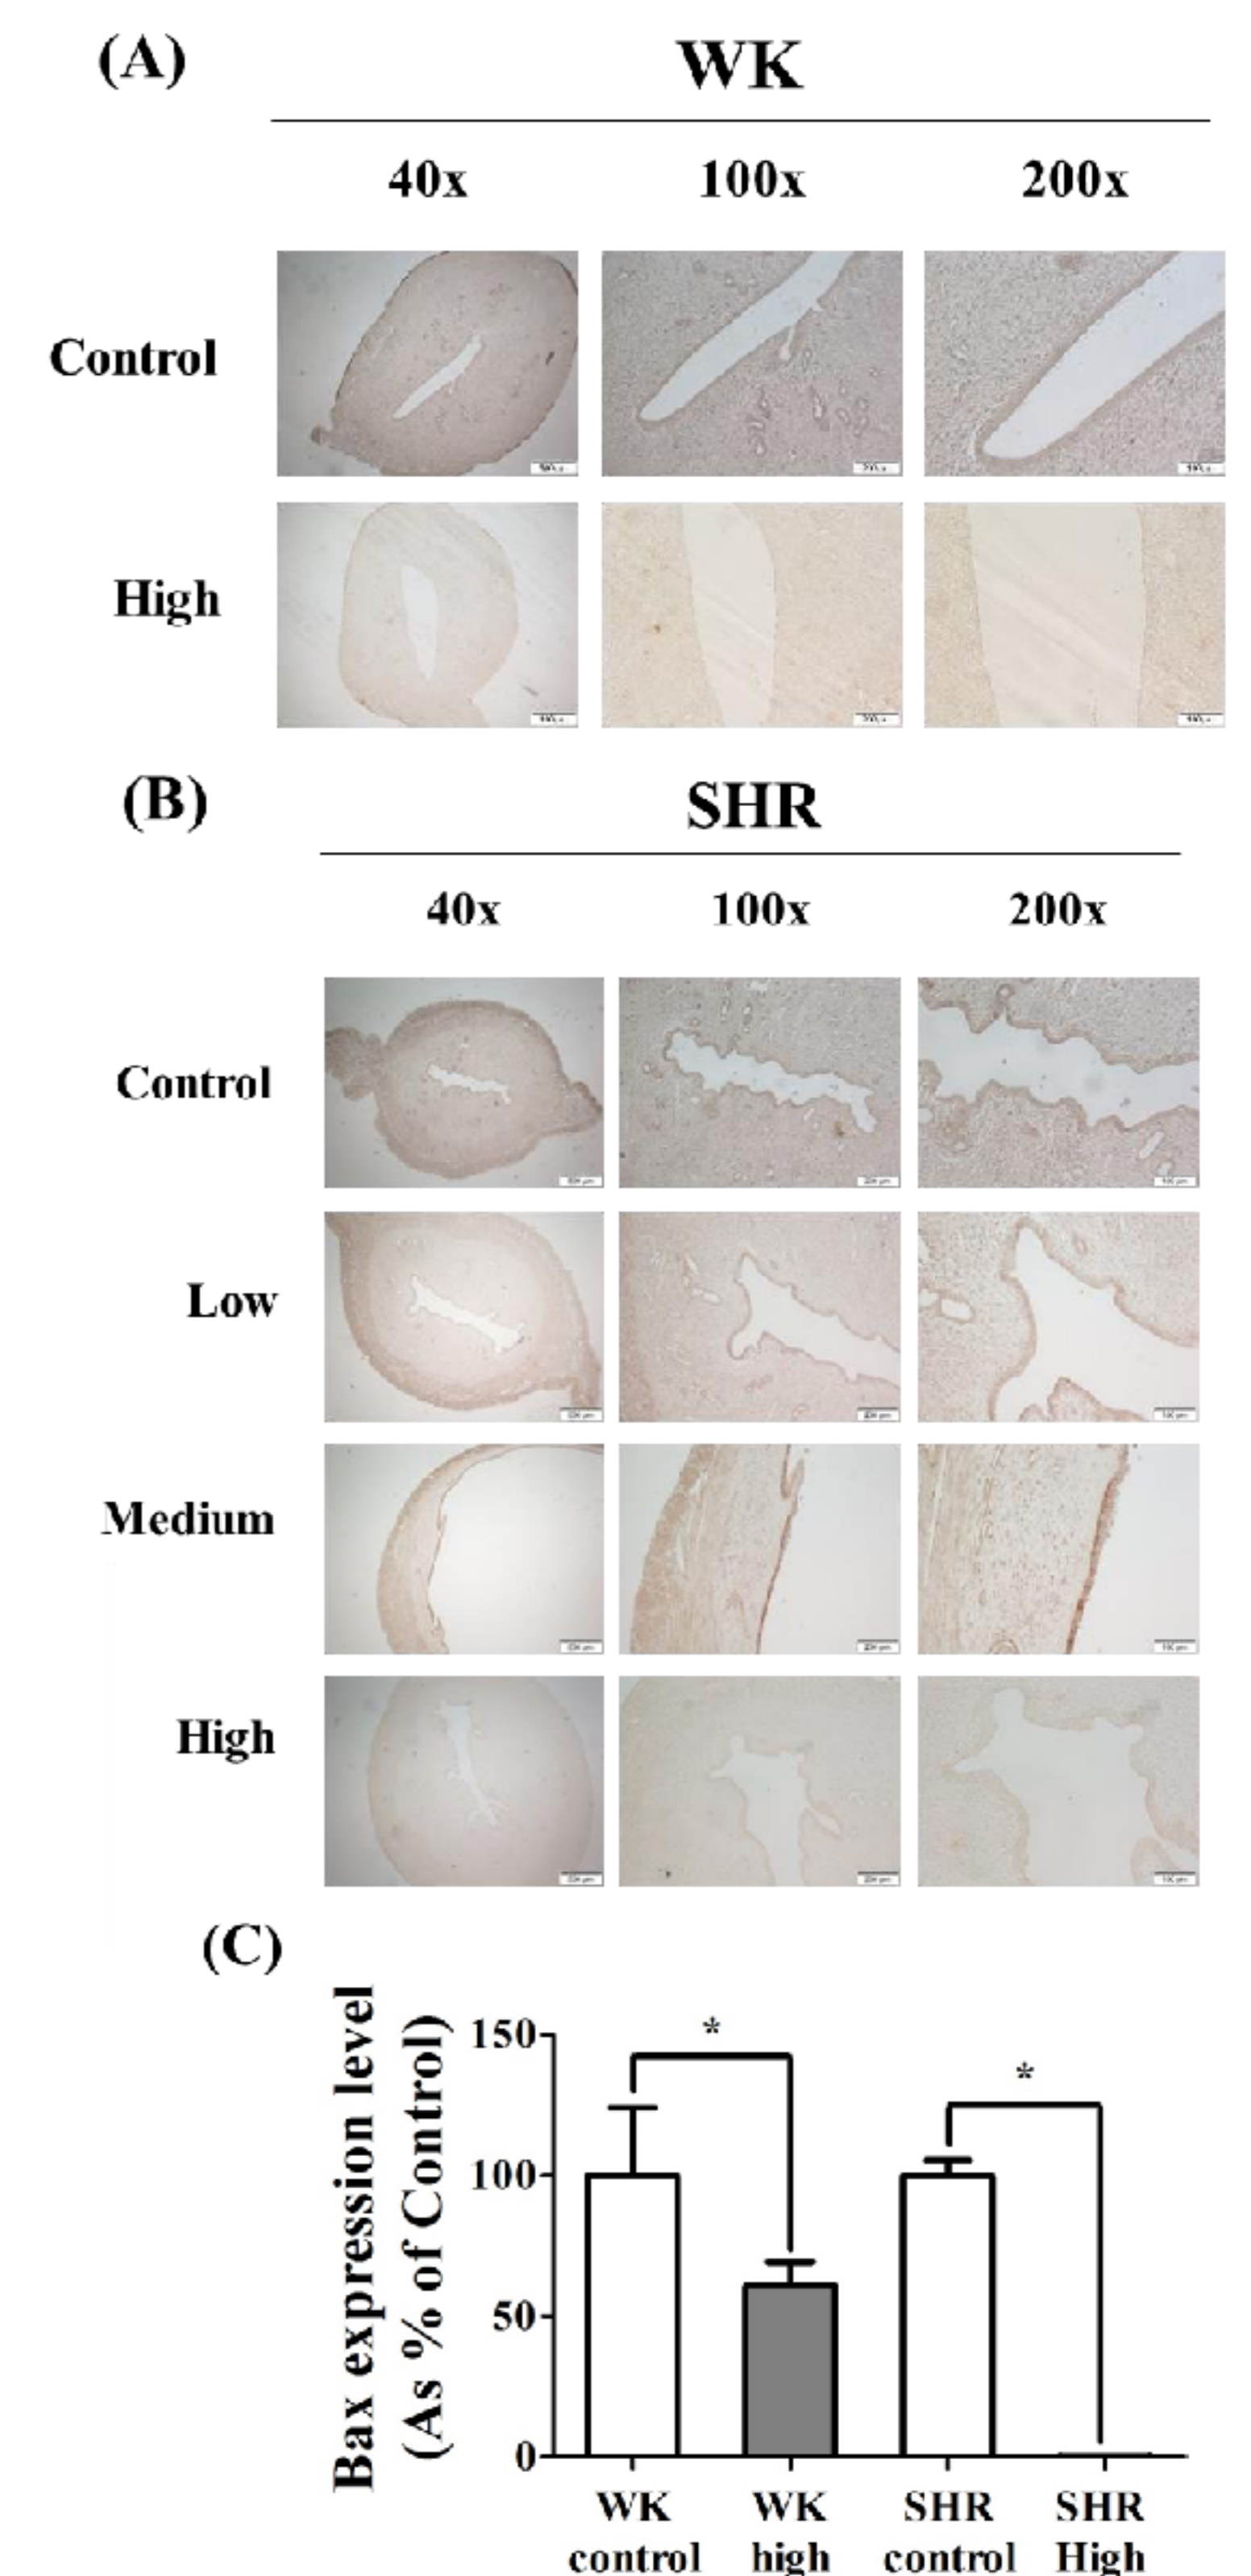 (A)
WK
40x 100x 200x
Control
High
(B)
SHR
40x 100x 200x
Control
Low
Medium
High
(C)
Bax expression level
(As % of Control)
150
100
50
0
*
*
WK control
WK high
SHR control
SHR High